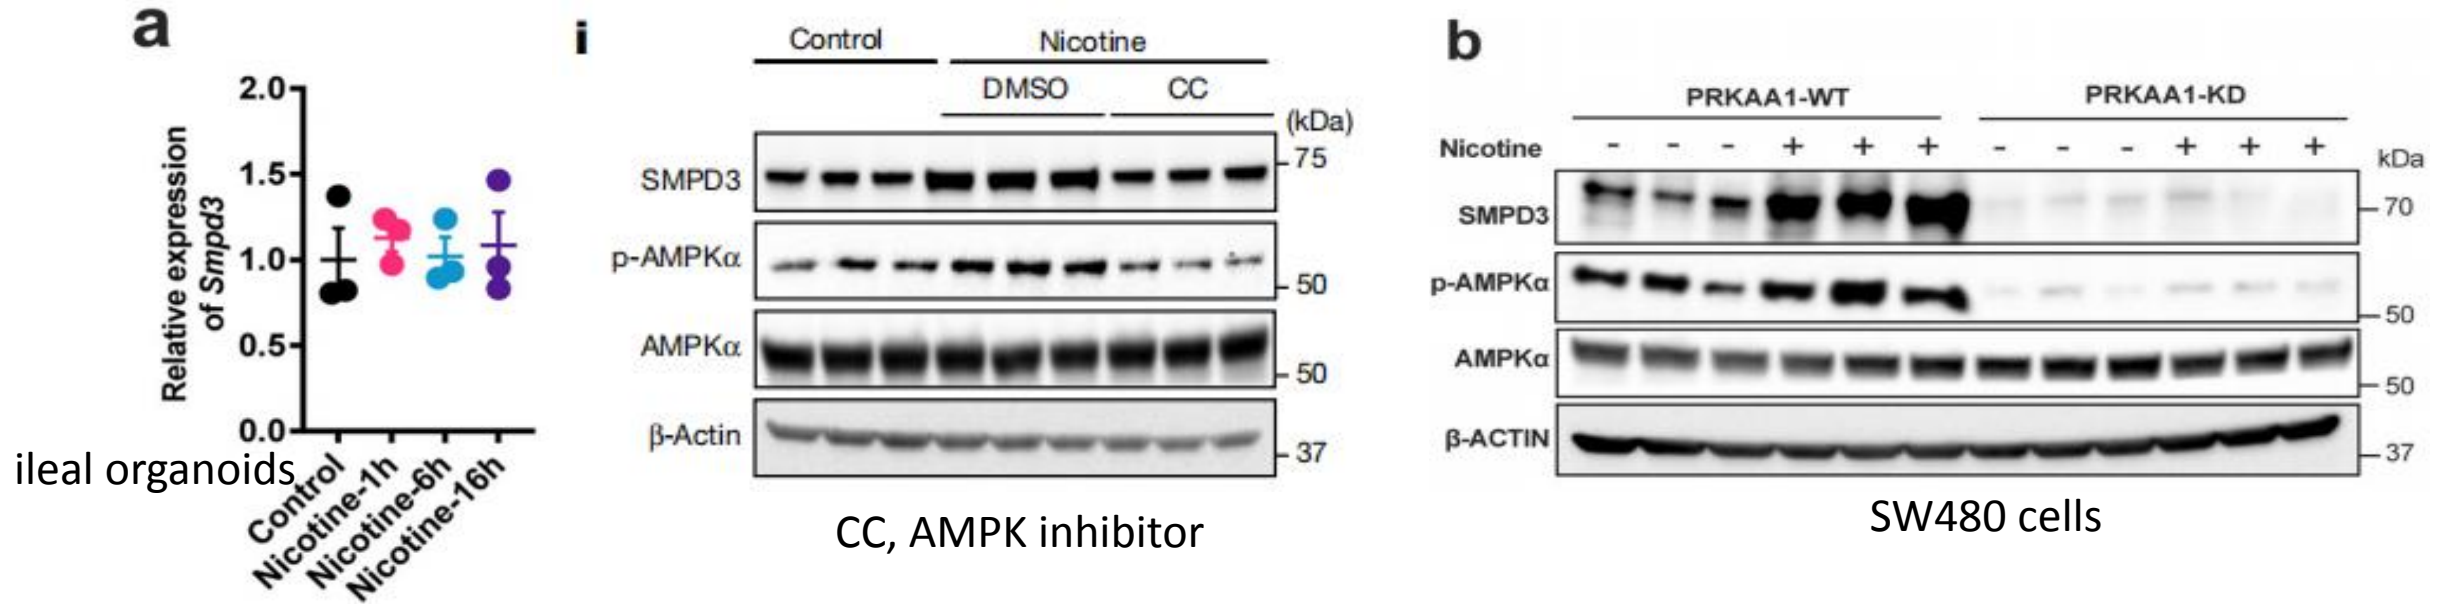 a
2.0
1.5
1.0
0.5
0.0
Relative expression
of Smpd3
ileal organoids
Control
Nicotine-1h
Nicotine-6h
Nicotine-16h
i
Control
Nicotine
DMSO
CC
(kDa)
SMPD3
75
p-AMPKα
50
AMPKα
50
β-Actin
37
CC, AMPK inhibitor
b
PRKAA1-WT
PRKAA1-KD
Nicotine - - - + + + - - - + + +
kDa
SMPD3
70
p-AMPKα
50
AMPKα
50
β-ACTIN
37
SW480 cells